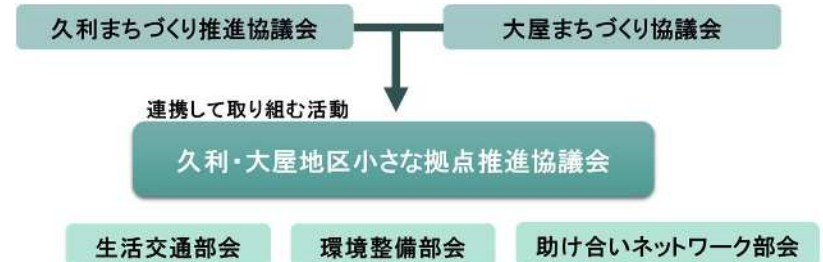 久利まちづくり推進協議会
大屋まちづくり協議会
連携して取り組む活動
久利・大屋地区小さな拠点推進協議会
生活交通部会
環境整備部会
助け合いネットワーク部会